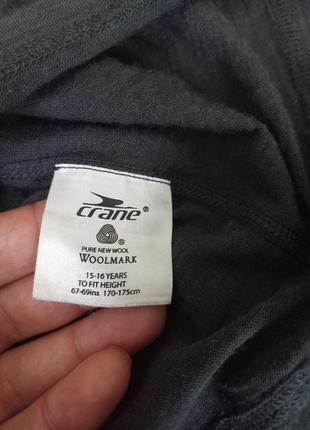 crane®
®
PURE NEW WOOL
WOOLMARK
15-16 YEARS
TO FIT HEIGHT
67-69ins 170-175cm